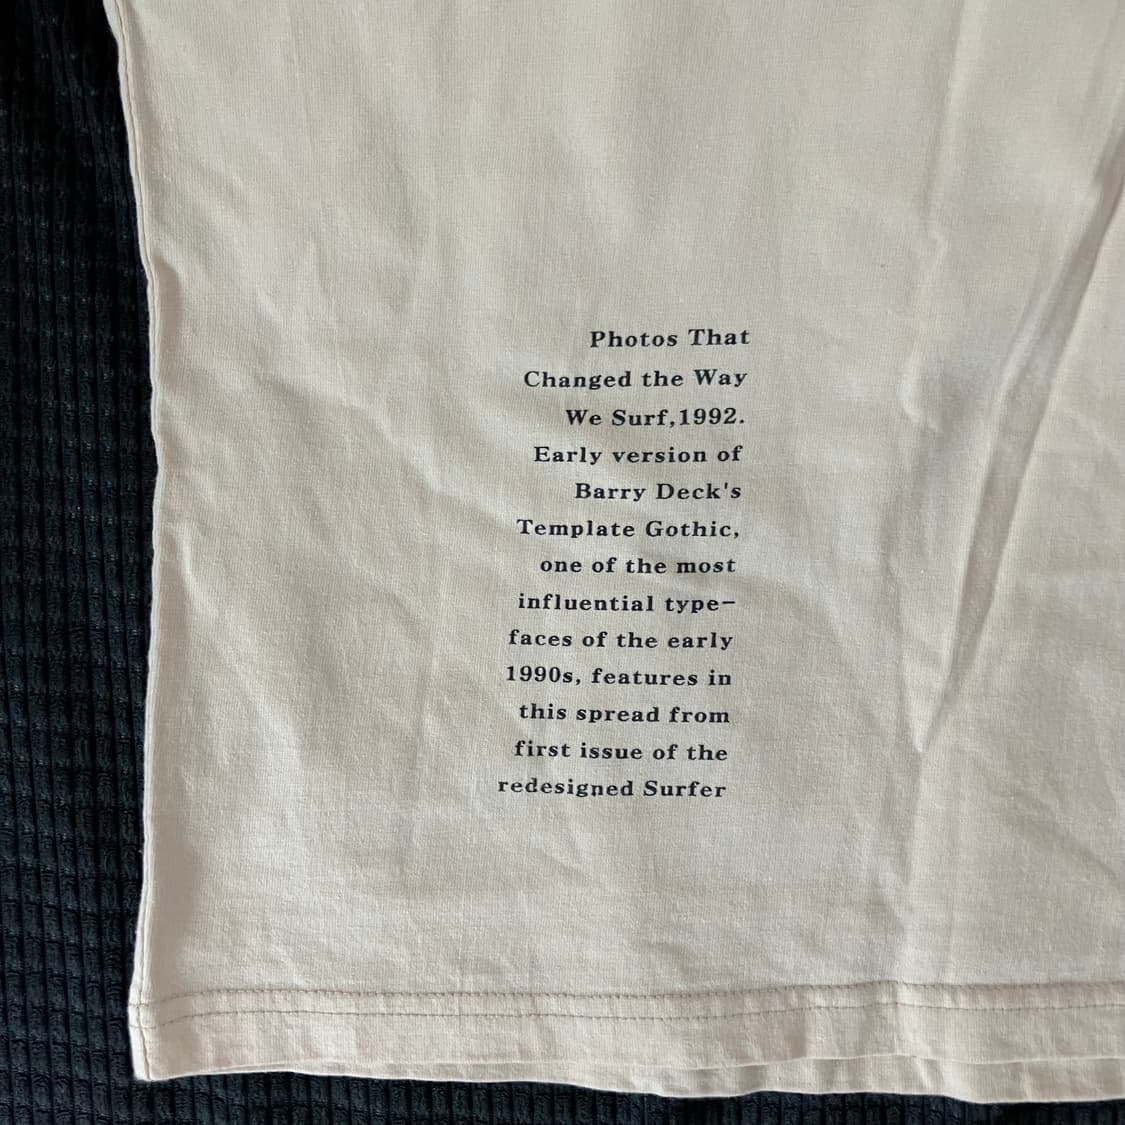 Photos That
Changed the Way
We Surf,1992.
Early version of
Barry Deck's
Template Gothic,
one of the most
influential type–
faces of the early
1990s, features in
this spread from
first issue of the
redesigned Surfer